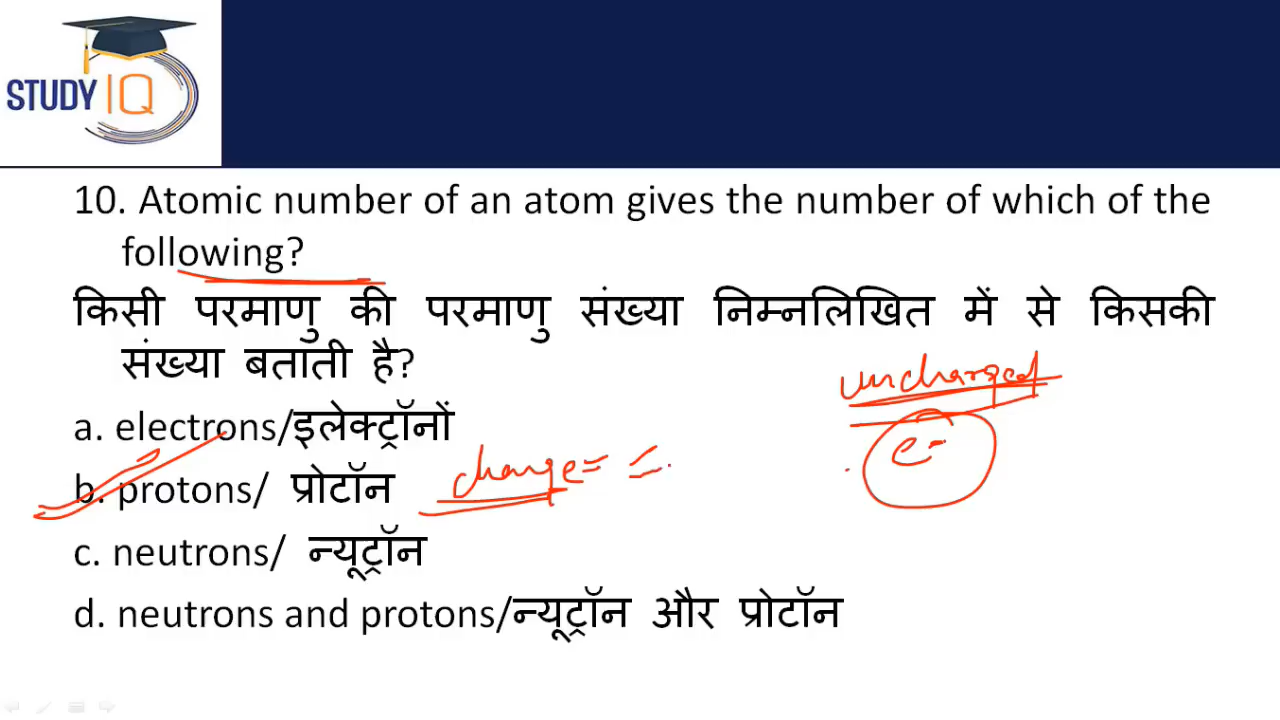 STUDY IQ
10. Atomic number of an atom gives the number of which of the
following?
किसी परमाणु की परमाणु संख्या निम्नलिखित में से किसकी
संख्या बताती है?
uncharged
a. electrons/इलेक्ट्रॉनों
e-
b. protons/ प्रोटॉन
charge=
c. neutrons/ न्यूट्रॉन
d. neutrons and protons/न्यूट्रॉन और प्रोटॉन